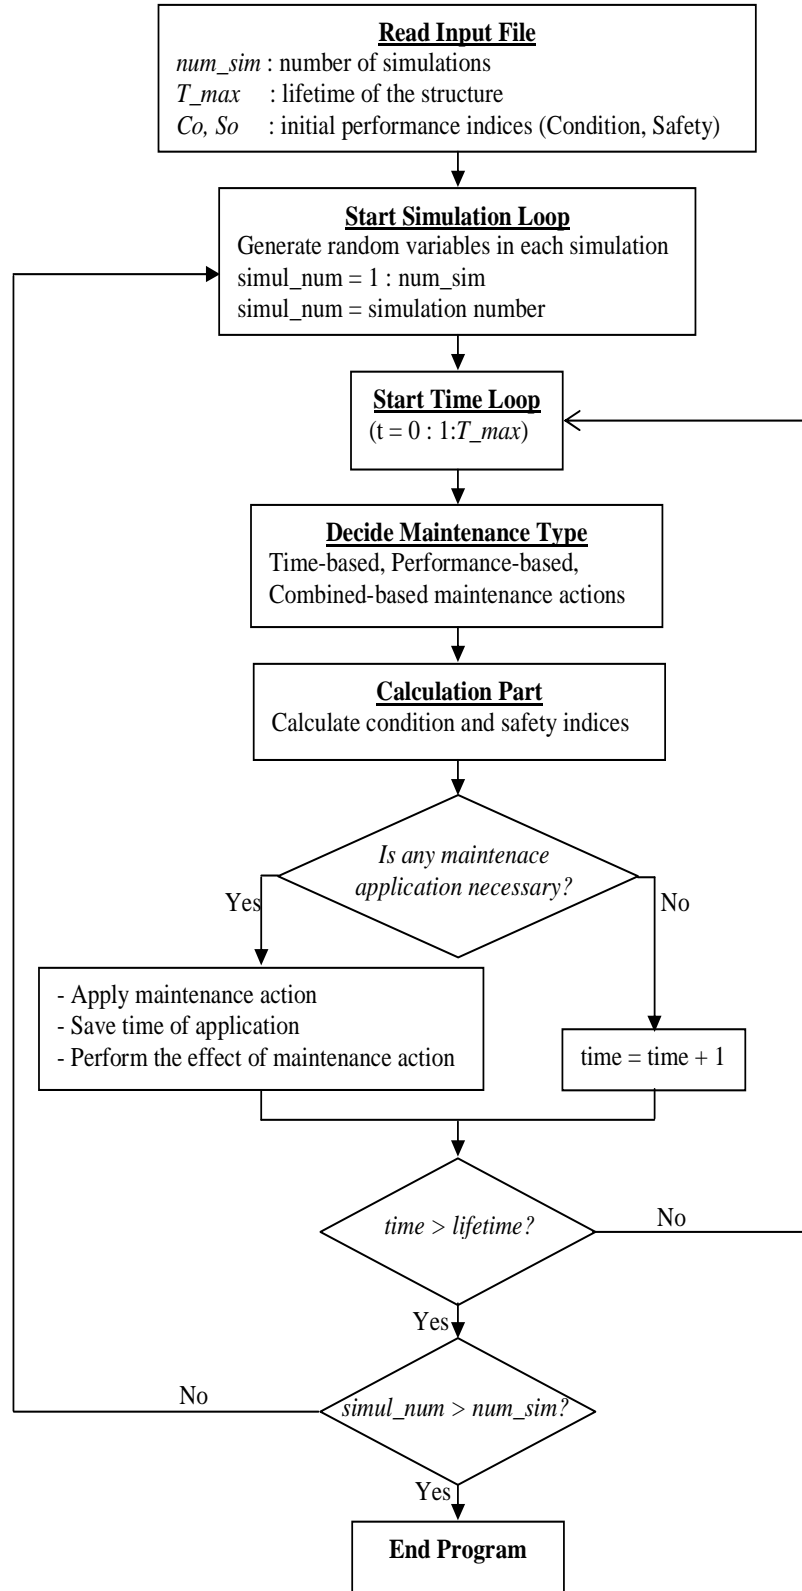 Read Input File
num_sim : number of simulations
T_max : lifetime of the structure
Co, So : initial performance indices (Condition, Safety)
Start Simulation Loop
Generate random variables in each simulation
simul_num = 1 : num_sim
simul_num = simulation number
Start Time Loop
(t = 0 : 1:T_max)
Decide Maintenance Type
Time-based, Performance-based,
Combined-based maintenance actions
Calculation Part
Calculate condition and safety indices
Is any maintenace
application necessary?
Yes
No
- Apply maintenance action
- Save time of application
- Perform the effect of maintenance action
time = time + 1
time > lifetime?
No
Yes
simul_num > num_sim?
No
Yes
End Program